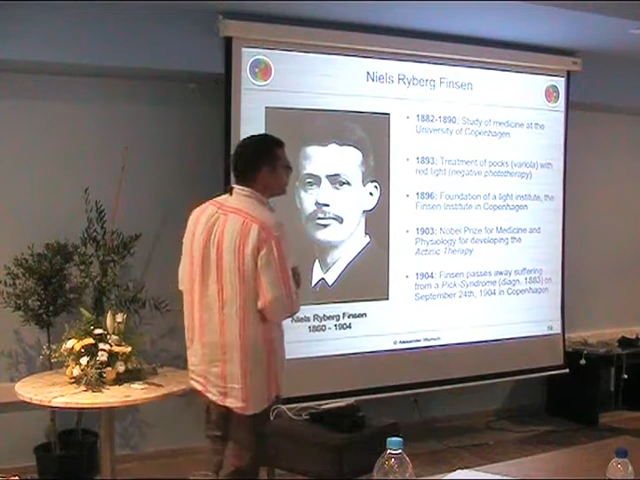 Niels Ryberg Finsen
• 1882-1890: Study of medicine at the
University of Copenhagen
• 1893: Treatment of pocks (variola) with
red light (negative phototherapy)
• 1896: Foundation of a light institute, the
Finsen Institute in Copenhagen
• 1903: Nobel Prize for Medicine and
Physiology for developing the
Actinic Therapy
• 1904: Finsen passes away suffering
from a Pick-Syndrome (diagn. 1883) on
September 24th, 1904 in Copenhagen
Niels Ryberg Finsen
1860 - 1904
© Alexander